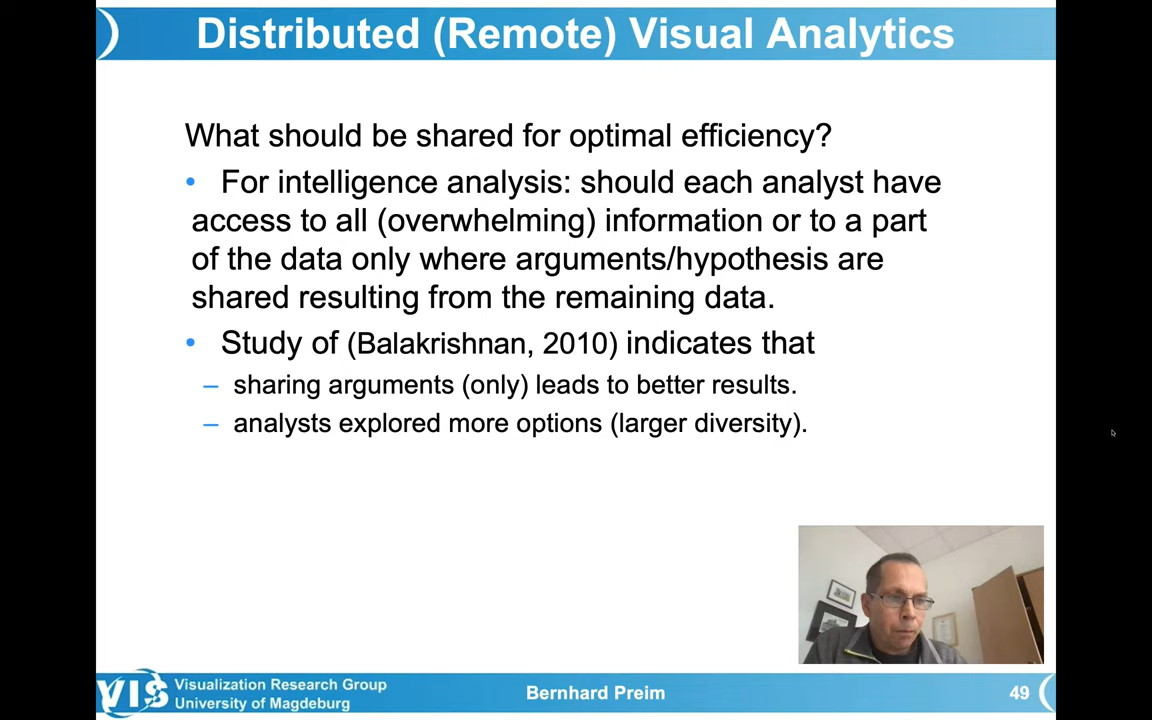 Distributed (Remote) Visual Analytics
What should be shared for optimal efficiency?
• For intelligence analysis: should each analyst have
access to all (overwhelming) information or to a part
of the data only where arguments/hypothesis are
shared resulting from the remaining data.
• Study of (Balakrishnan, 2010) indicates that
– sharing arguments (only) leads to better results.
– analysts explored more options (larger diversity).
VIS
Visualization Research Group
University of Magdeburg
Bernhard Preim
49